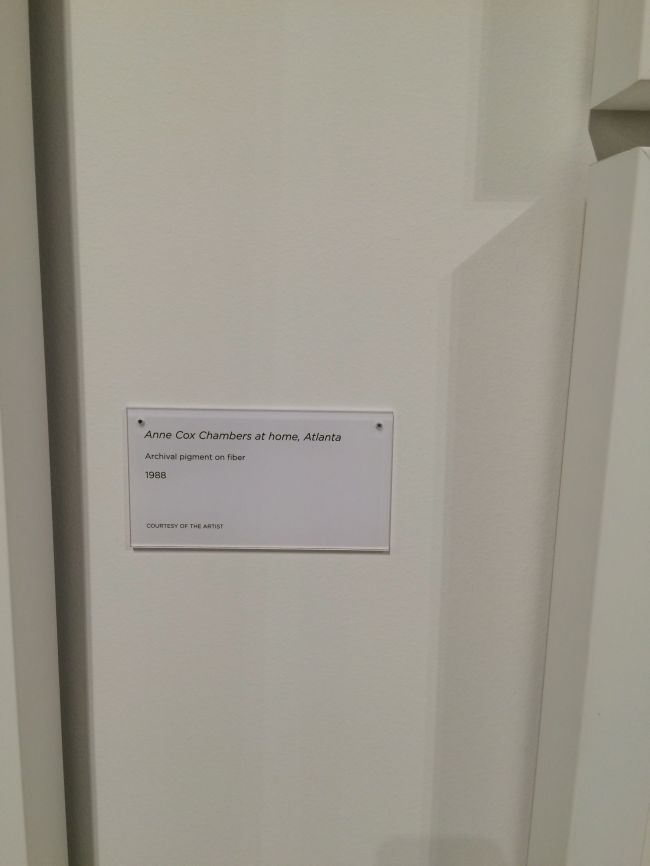 Anne Cox Chambers at home, Atlanta
Archival pigment on fiber
1988
COURTESY OF THE ARTIST